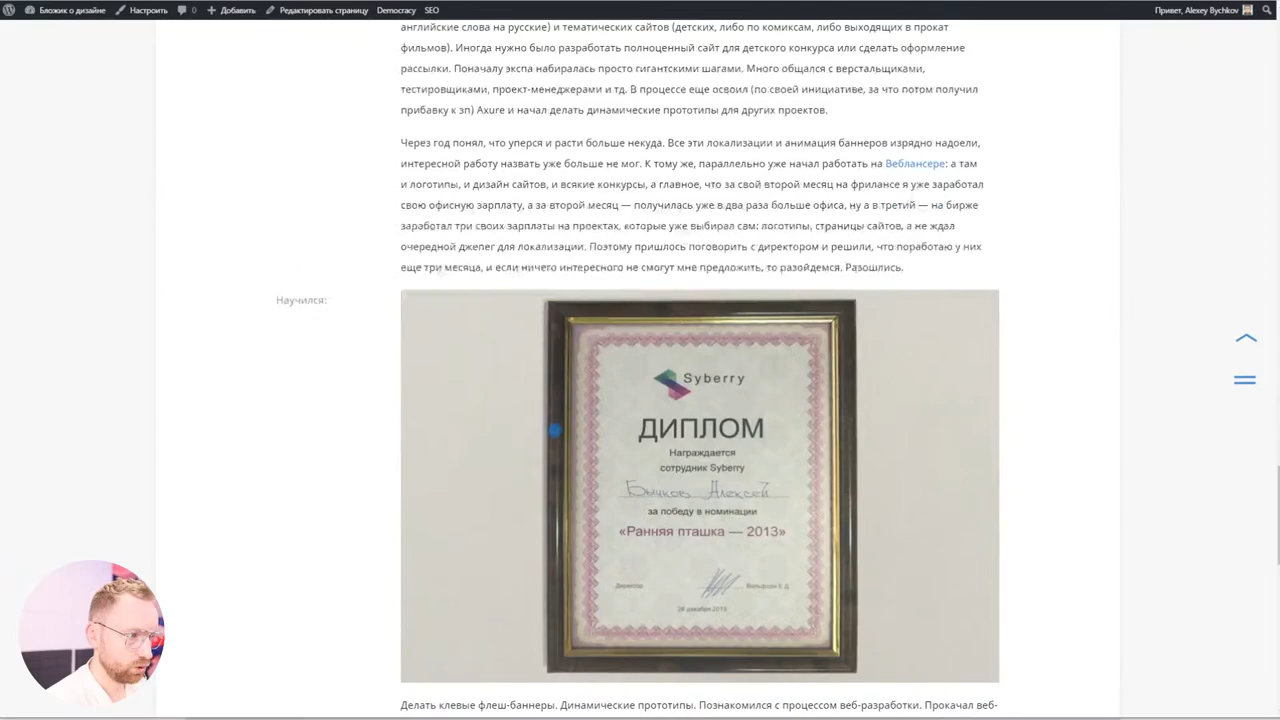 Бложик о дизайне Настроить 0 Добавить Редактировать страницу Democracy SEO Привет, Alexey Bychkov
английские слова на русские) и тематических сайтов (детских, либо по комиксам, либо выходящих в прокат
фильмов). Иногда нужно было разработать полноценный сайт для детского конкурса или сделать оформление
рассылки. Поначалу экспа набиралась просто гигантскими шагами. Много общался с верстальщиками,
тестировщиками, проект-менеджерами и тд. В процессе еще освоил (по своей инициативе, за что потом получил
прибавку к зп) Axure и начал делать динамические прототипы для других проектов.
Через год понял, что уперся и расти больше некуда. Все эти локализации и анимация баннеров изрядно надоели,
интересной работу назвать уже больше не мог. К тому же, параллельно уже начал работать на Веблансере: а там
и логотипы, и дизайн сайтов, и всякие конкурсы, а главное, что за свой второй месяц на фрилансе я уже заработал
свою офисную зарплату, а за второй месяц — получилась уже в два раза больше офиса, ну а в третий — на бирже
заработал три своих зарплаты на проектах, которые уже выбирал сам: логотипы, страницы сайтов, а не ждал
очередной джепег для локализации. Поэтому пришлось поговорить с директором и решили, что поработаю у них
еще три месяца, и если ничего интересного не смогут мне предложить, то разойдемся. Разошлись.
Научился:
Syberry
ДИПЛОМ
Награждается
сотрудник Syberry
Бычков Алексей
за победу в номинации
«Ранняя пташка — 2013»
Директор
Делать клевые флеш-баннеры. Динамические прототипы. Познакомился с процессом веб-разработки. Прокачал веб-